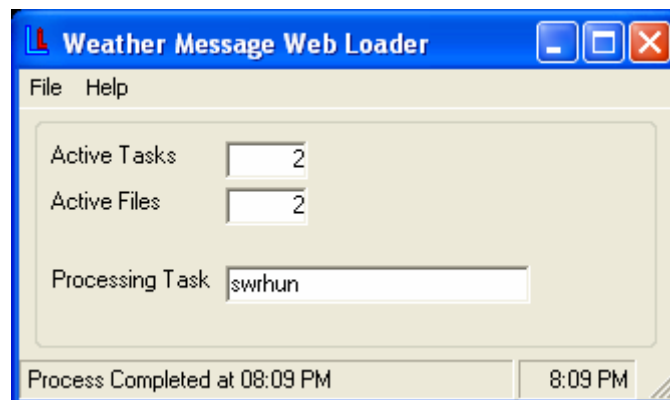 Weather Message Web Loader
File Help
Active Tasks 2
Active Files 2
Processing Task swrhun
Process Completed at 08:09 PM 8:09 PM